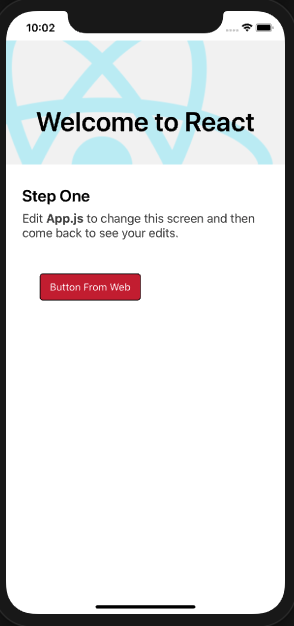 10:02
Welcome to React
Step One
Edit App.js to change this screen and then
come back to see your edits.
Button From Web